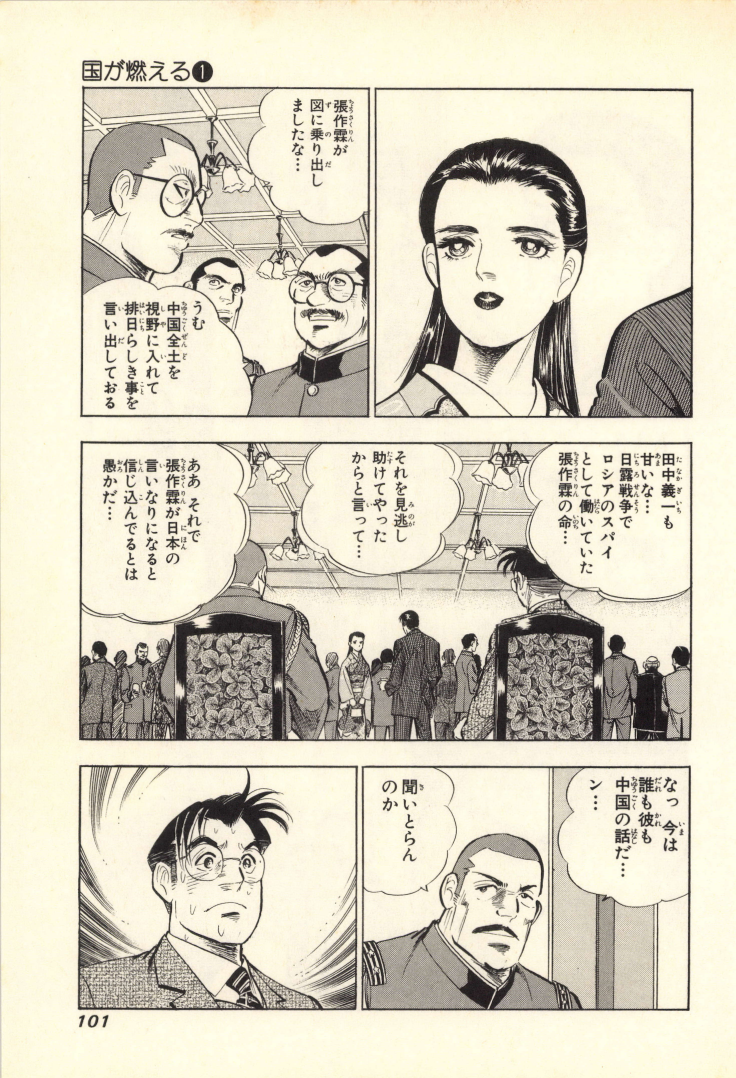 国が燃える❶
張作霖が
図に乗り出し
ましたな…
うむ
中国全土を
視野に入れて
排日らしき事を
言い出しておる
田中義一も
甘いな…
日露戦争で
ロシアのスパイ
として働いていた
張作霖の命…
それを見逃し
助けてやった
からと言って…
ああ それで
張作霖が日本の
言いなりになると
信じ込んでるとは
愚かだ…
なっ 今は
誰も彼も
中国の話だ…
ン…
聞いとらん
のか
101